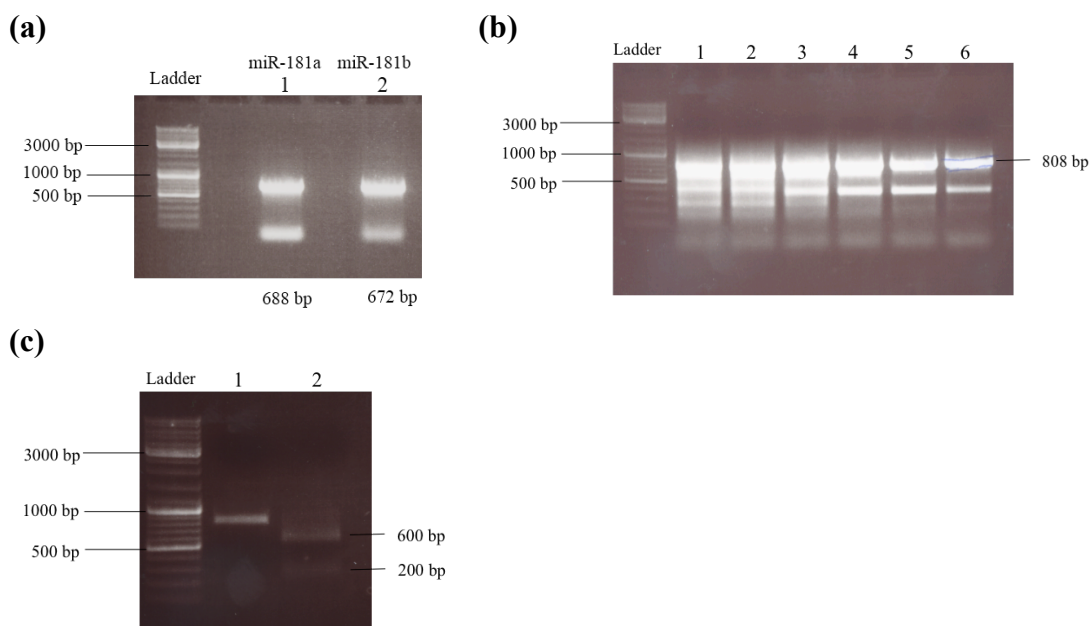 (a)
miR-181a miR-181b
Ladder 1 2
3000 bp
1000 bp
500 bp
688 bp 672 bp
(b)
Ladder 1 2 3 4 5 6
3000 bp
1000 bp
808 bp
500 bp
(c)
Ladder 1 2
3000 bp
1000 bp
600 bp
500 bp
200 bp